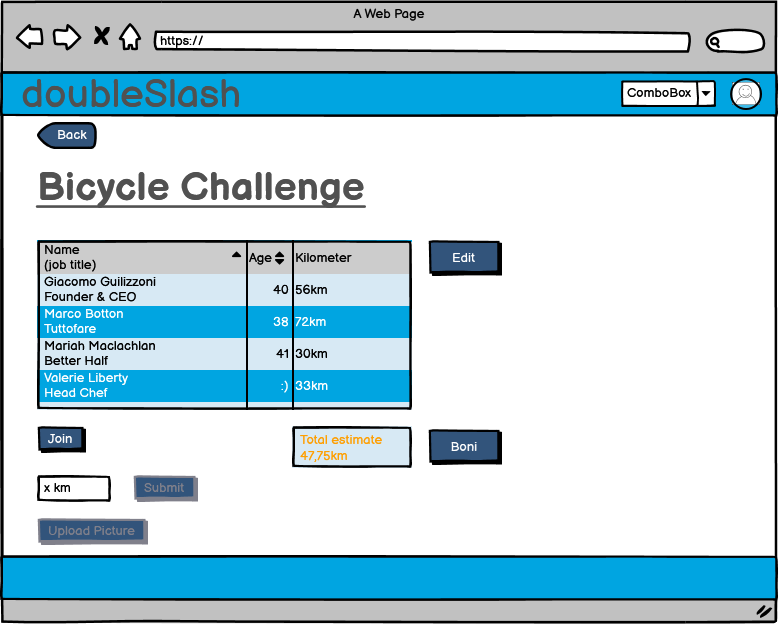 A Web Page
https://
doubleSlash
ComboBox
Back
Bicycle Challenge
Name
(job title)
Age
Kilometer
Edit
Giacomo Guilizzoni
Founder & CEO
40
56km
Marco Botton
Tuttofare
38
72km
Mariah Maclachlan
Better Half
41
30km
Valerie Liberty
Head Chef
:)
33km
Join
Total estimate
47,75km
Boni
x km
Submit
Upload Picture